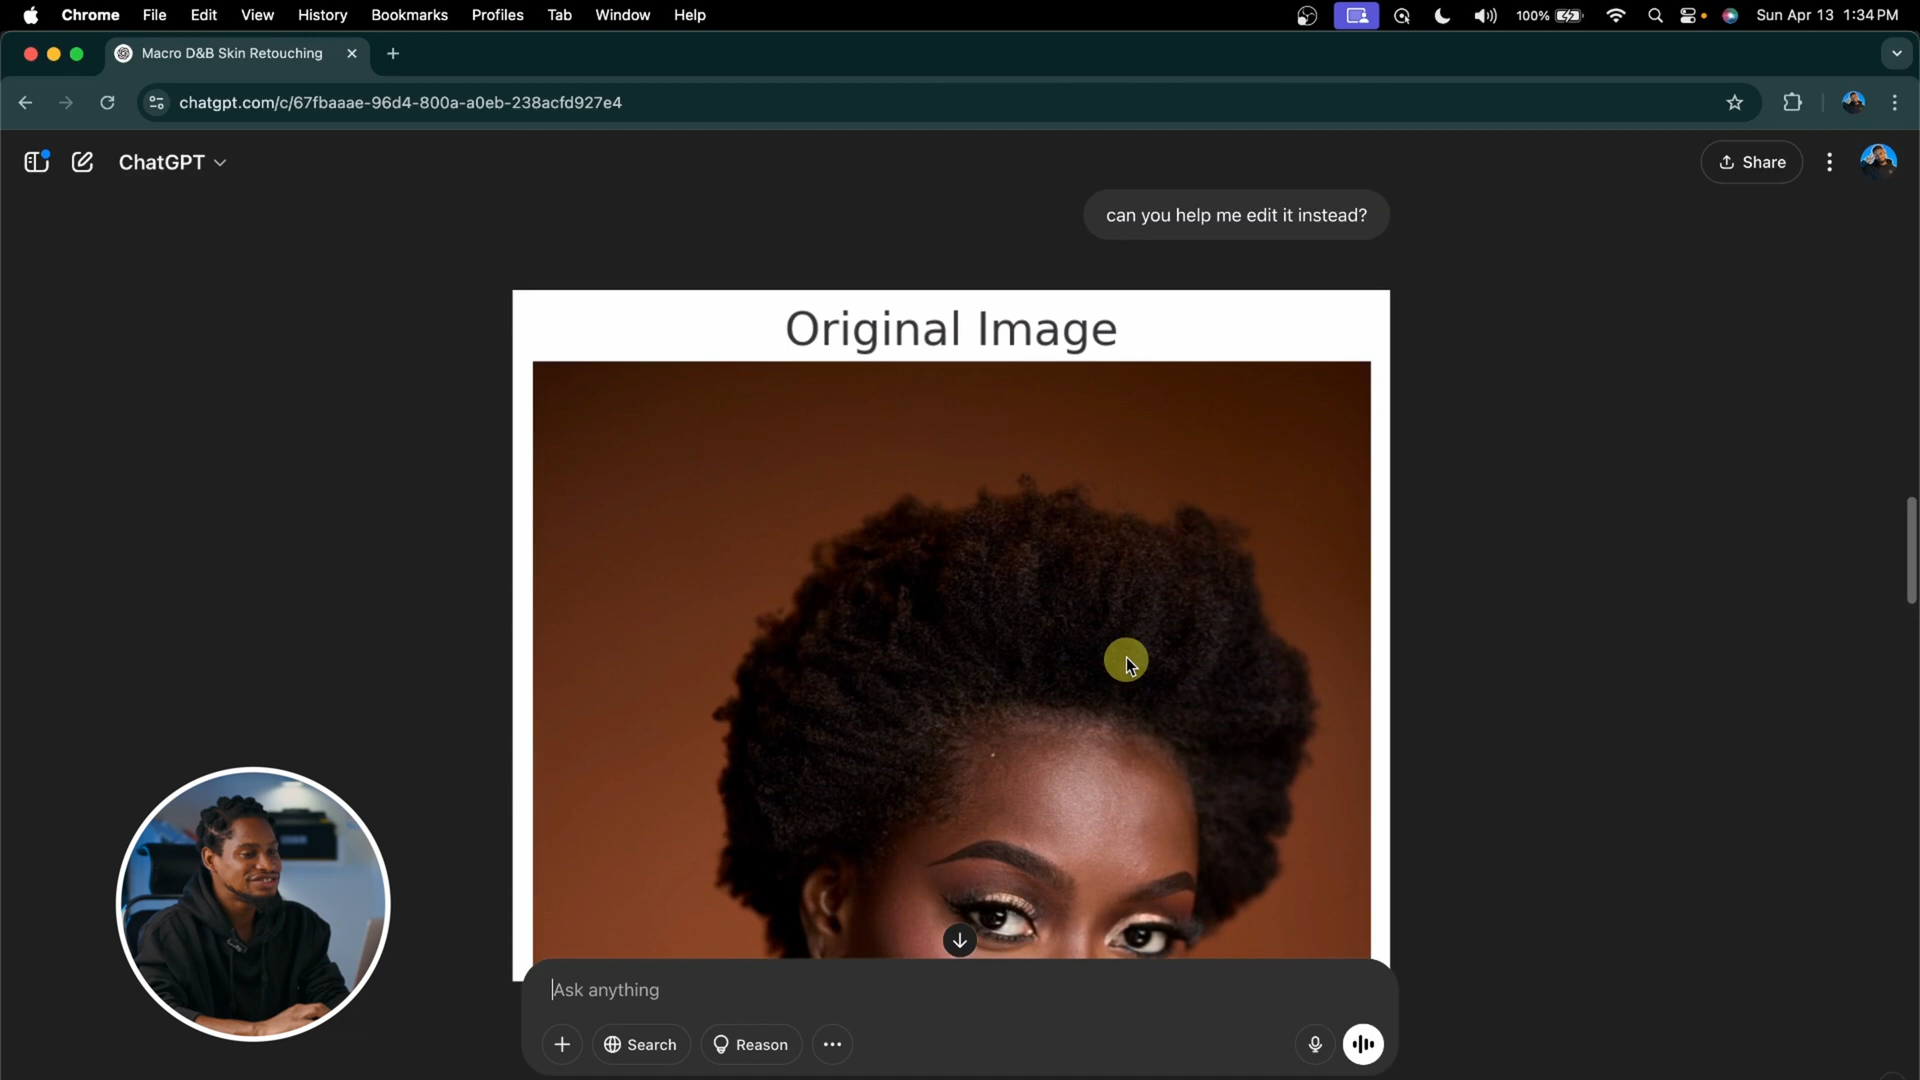 Chrome File Edit View History Bookmarks Profiles Tab Window Help 100% Sun Apr 13 1:34 PM
Macro D&B Skin Retouching
chatgpt.com/c/67fbaaae-96d4-800a-a0eb-238acfd927e4
ChatGPT Share
can you help me edit it instead?
Original Image
Ask anything
Search Reason